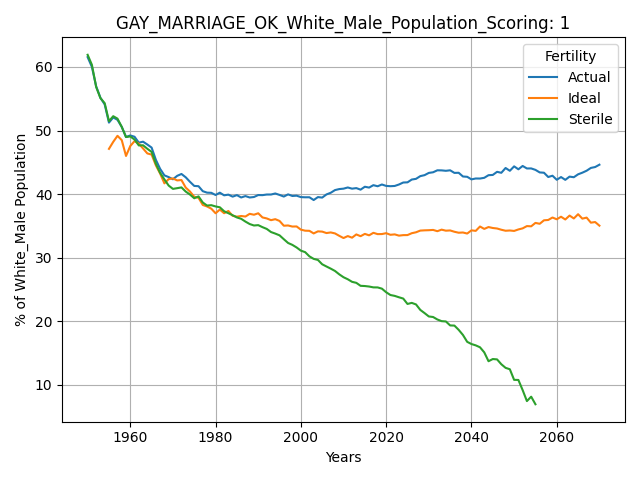 GAY_MARRIAGE_OK_White_Male_Population_Scoring: 1
Fertility
Actual
Ideal
Sterile
% of White_Male Population
60
50
40
30
20
10
1960 1980 2000 2020 2040 2060
Years